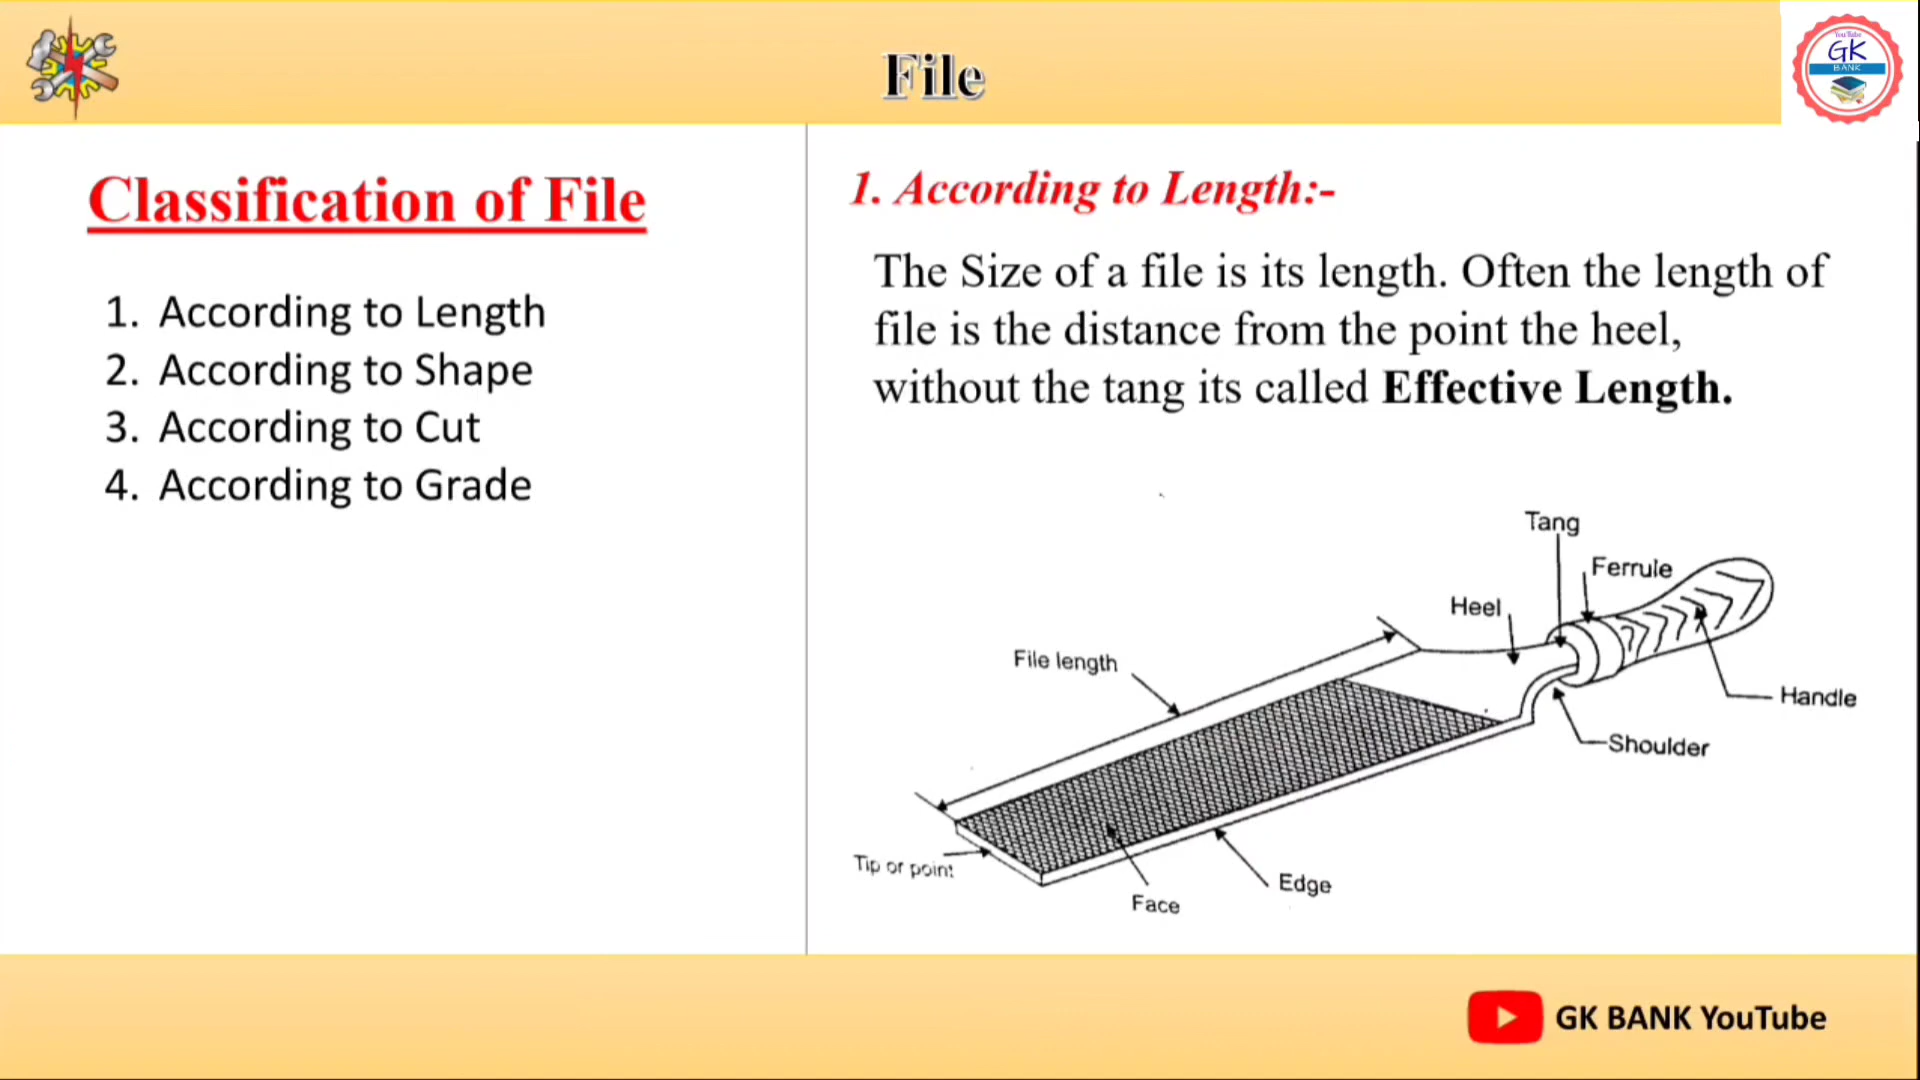 File
YouTube
GK
BANK
Classification of File
1. According to Length
2. According to Shape
3. According to Cut
4. According to Grade
1. According to Length:-
The Size of a file is its length. Often the length of
file is the distance from the point the heel,
without the tang its called Effective Length.
Tang
Ferrule
Heel
File length
Handle
Shoulder
Tip or point
Edge
Face
GK BANK YouTube